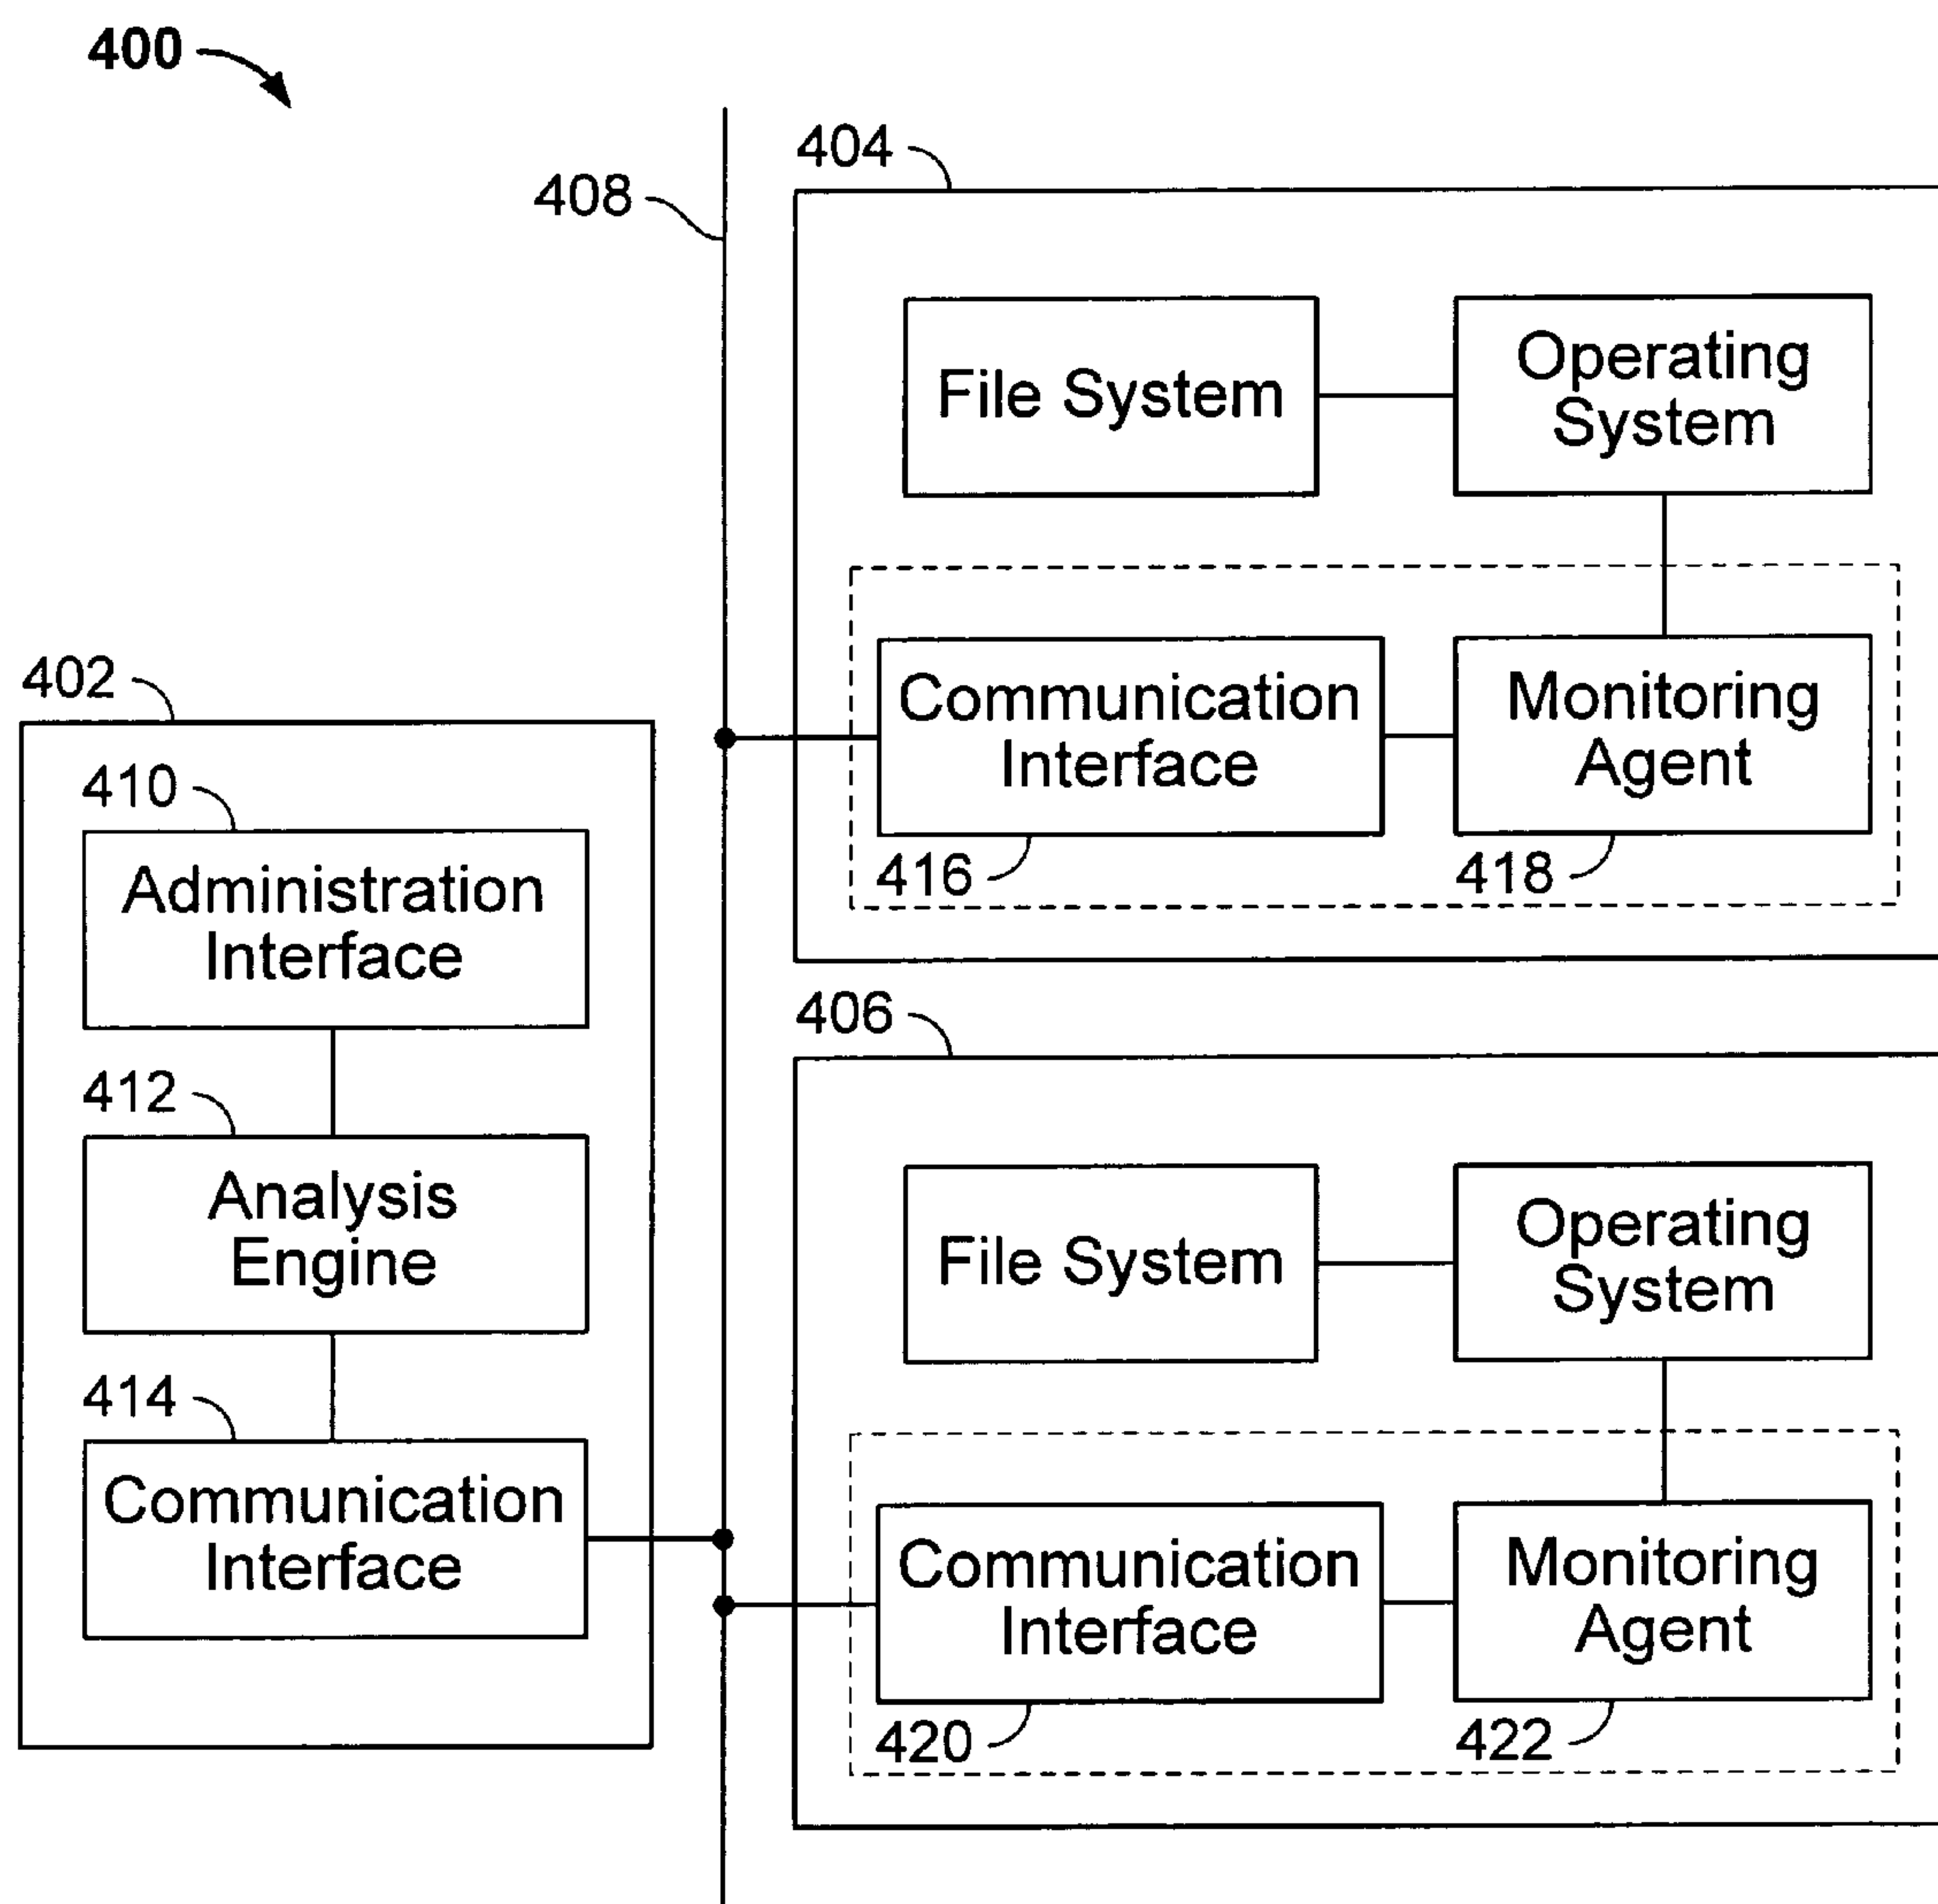 400
404
408
File System
Operating
System
402
Communication
Interface
Monitoring
Agent
410
416
418
Administration
Interface
406
412
Analysis
Engine
File System
Operating
System
414
Communication
Interface
Communication
Interface
Monitoring
Agent
420
422